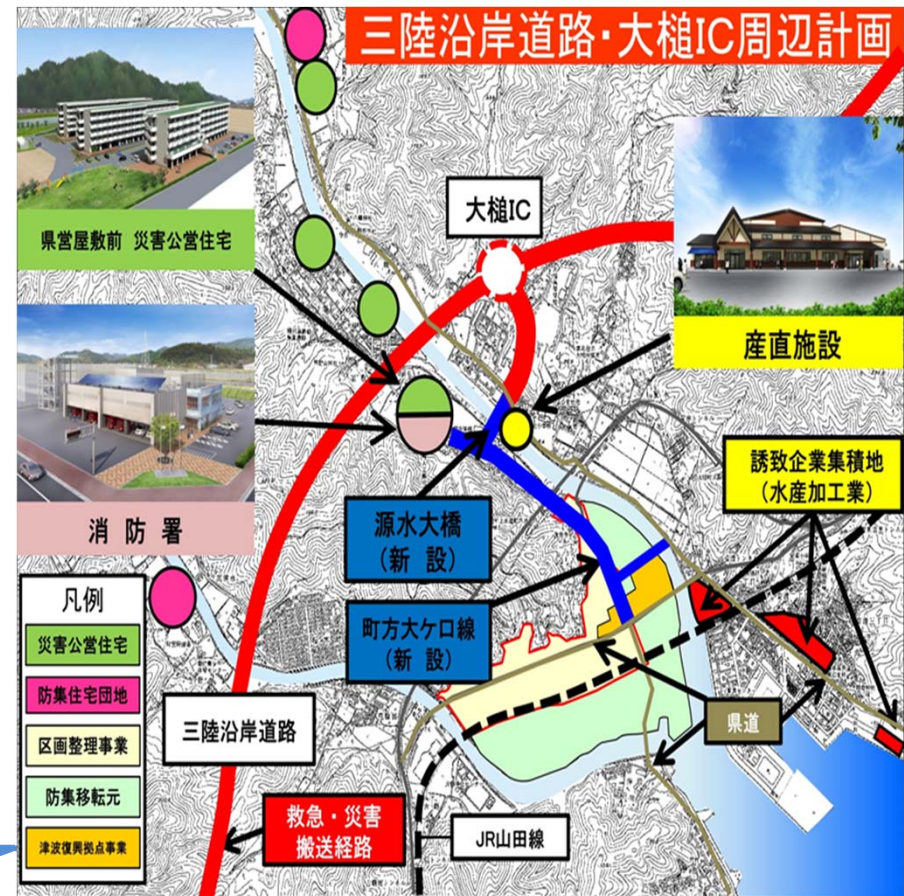 三陸沿岸道路・大槌IC周辺計画
県営屋敷前 災害公営住宅
大槌IC
産直施設
消防署
源水大橋
(新 設)
誘致企業集積地
(水産加工業)
町方大ケ口線
(新 設)
凡例
災害公営住宅
防集住宅団地
区画整理事業
防集移転元
津波復興拠点事業
三陸沿岸道路
県道
救急・災害
搬送経路
JR山田線